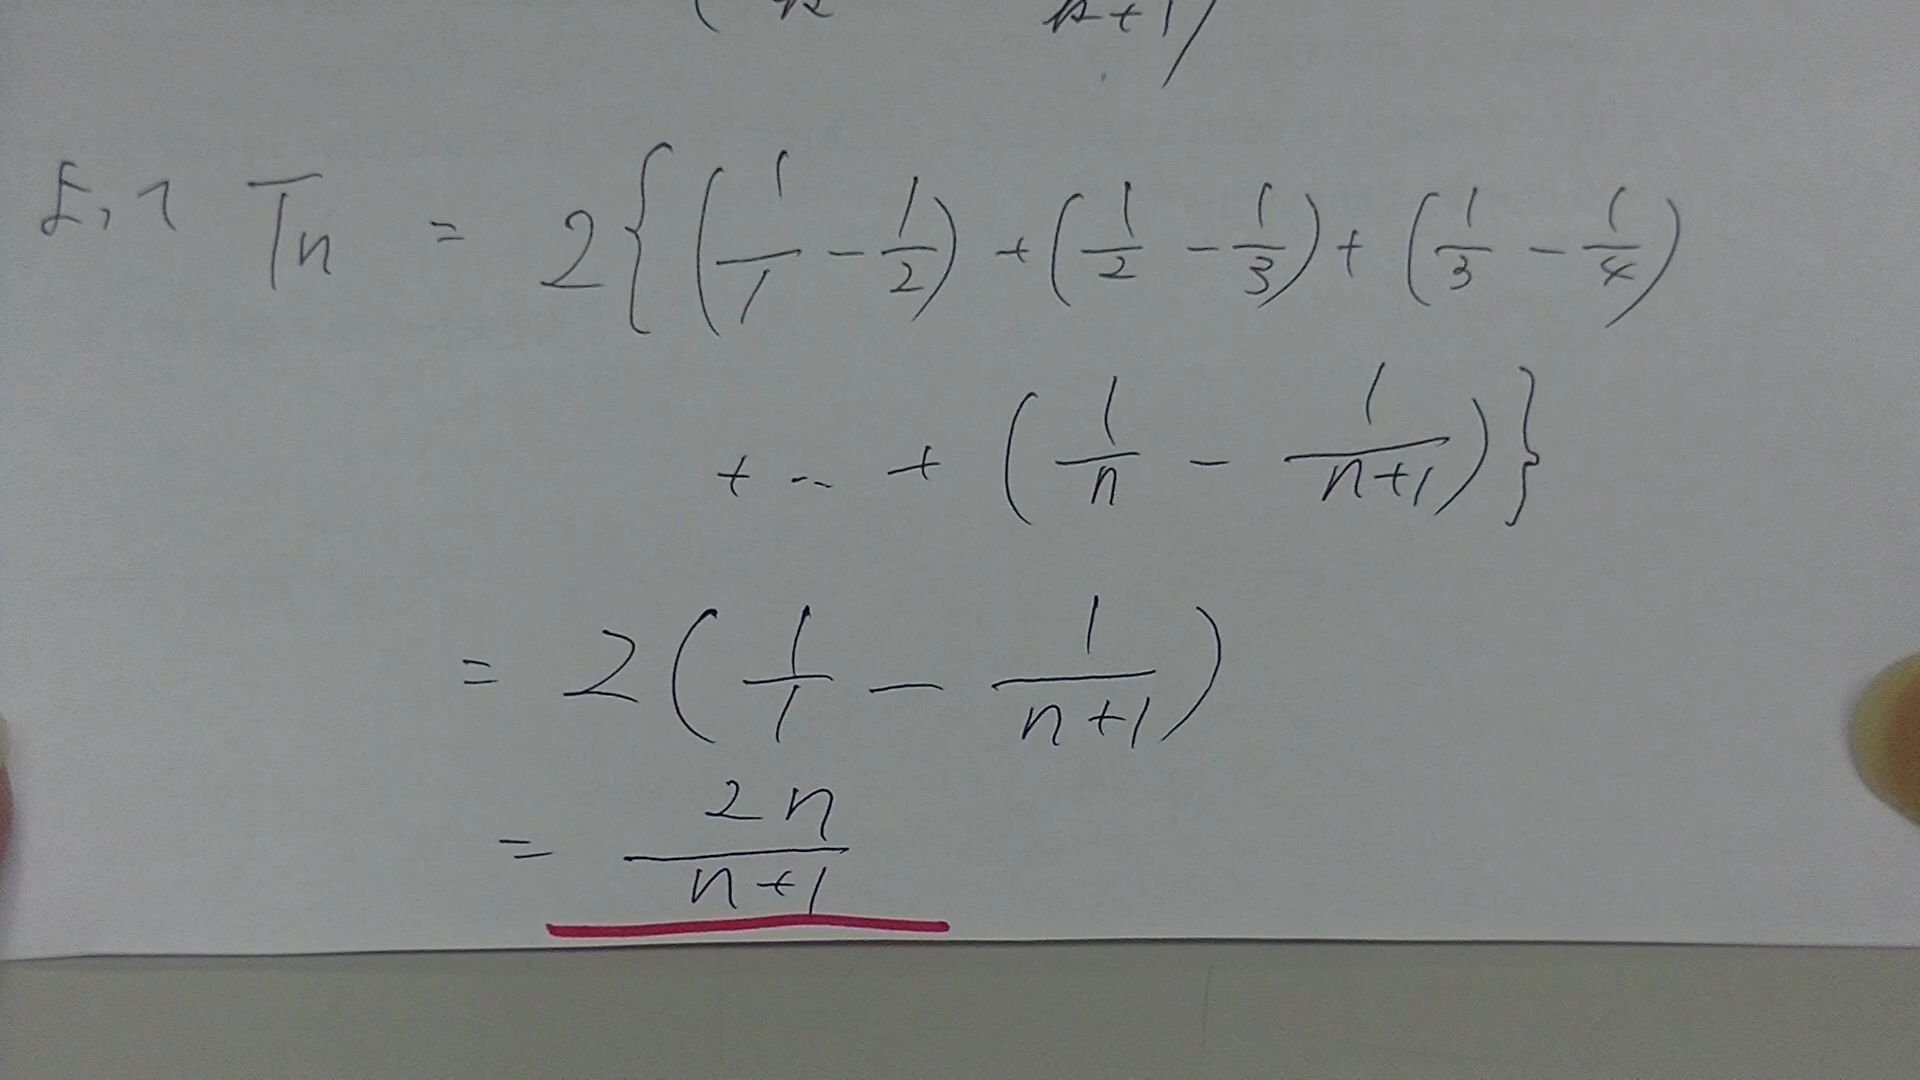 よって Tn = 2{(1/1 - 1/2) + (1/2 - 1/3) + (1/3 - 1/4)
+ … + (1/n - 1/(n+1))}
= 2(1/1 - 1/(n+1))
= 2n/(n+1)